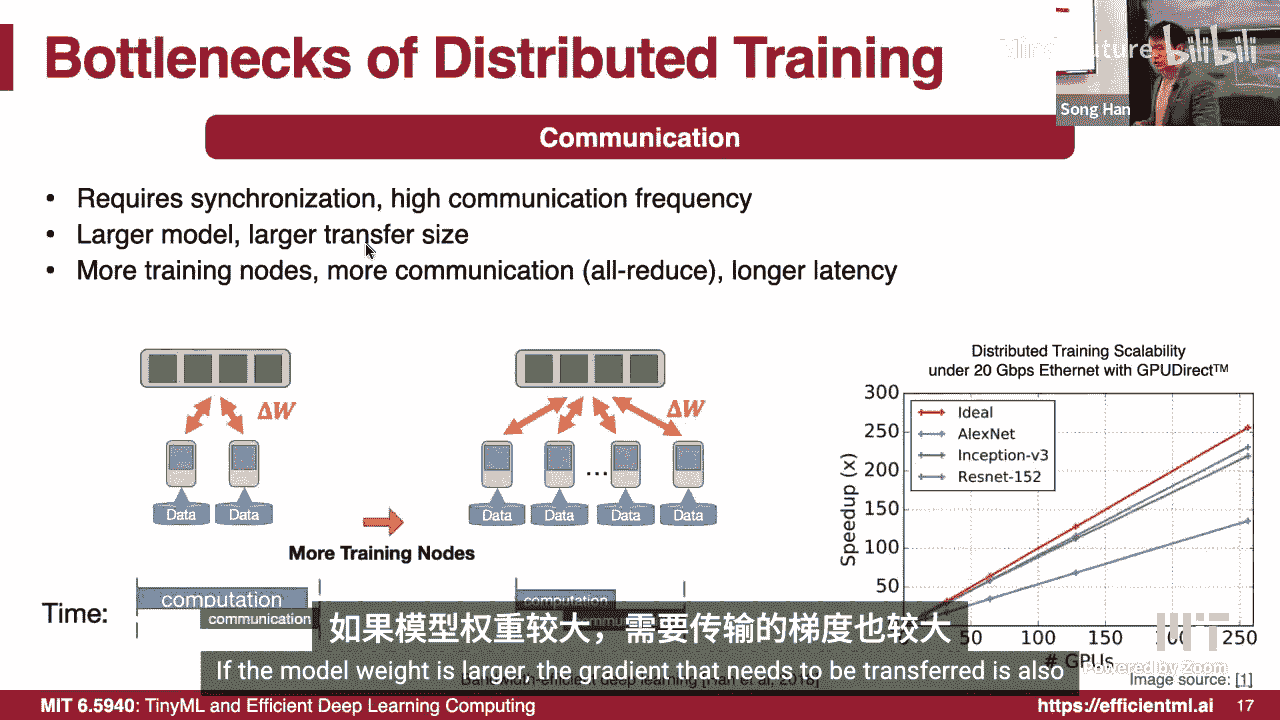 Bottlenecks of Distributed Training
bilibili
Song Han
Communication
• Requires synchronization, high communication frequency
• Larger model, larger transfer size
• More training nodes, more communication (all-reduce), longer latency
ΔW
Data
Data
More Training Nodes
ΔW
...
Data
Data
Data
Data
Distributed Training Scalability
under 20 Gbps Ethernet with GPUDirect™
Speedup (x)
300
250
200
150
100
50
Ideal
AlexNet
Inception-v3
Resnet-152
50
100
150
250
# GPUs
Time:
computation
communication
computation
如果模型权重较大，需要传输的梯度也较大
If the model weight is larger, the gradient that needs to be transferred is also
Powered by Zoom
Image source: [1]
MIT 6.5940: TinyML and Efficient Deep Learning Computing
https://efficientml.ai
17